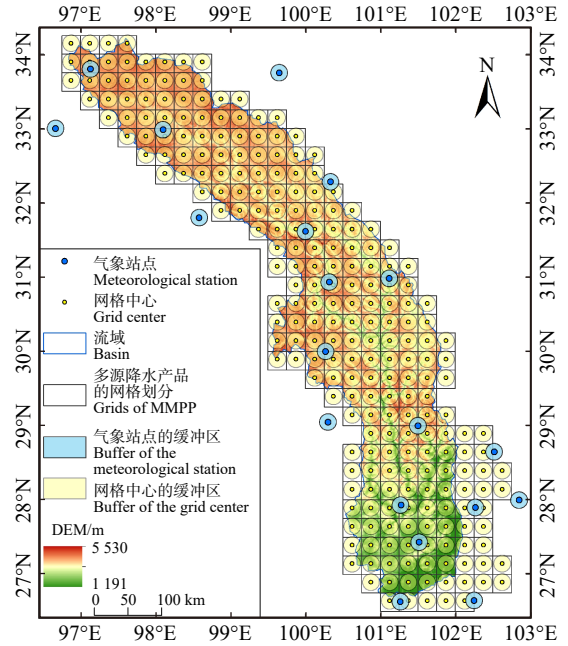 97°E 98°E 99°E 100°E 101°E 102°E 103°E
34°N 34°N
N
33°N 33°N
32°N 32°N
31°N 31°N
30°N 30°N
29°N 29°N
28°N 28°N
27°N 27°N
气象站点
Meteorological station
网格中心
Grid center
流域
Basin
多源降水产品
的网格划分
Grids of MMPP
气象站点的缓冲区
Buffer of the
meteorological station
网格中心的缓冲区
Buffer of the grid center
DEM/m
5 530
1 191
0 50 100 km
97°E 98°E 99°E 100°E 101°E 102°E 103°E